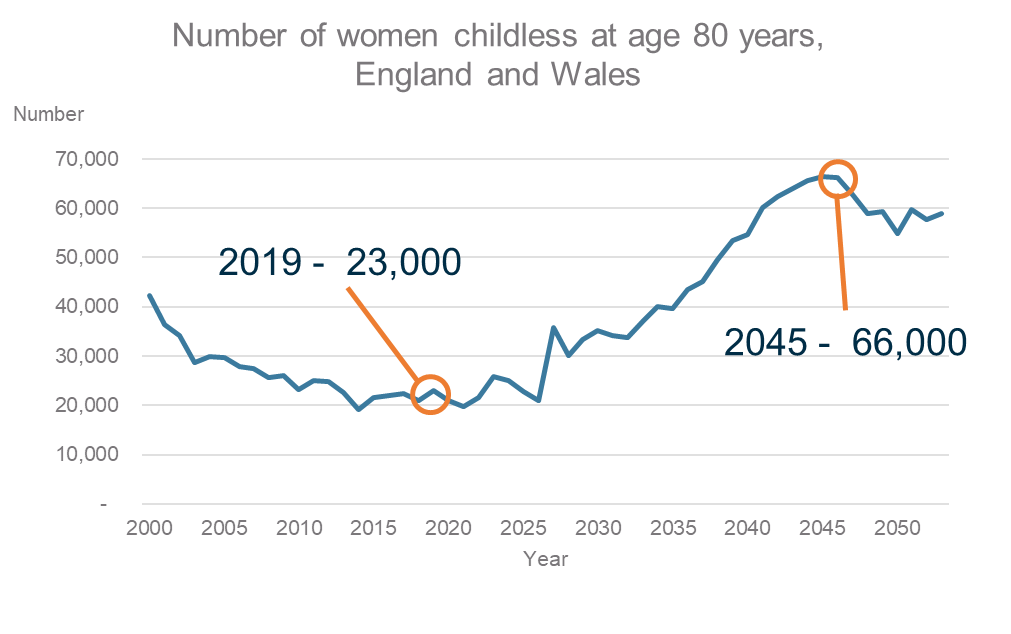 Number of women childless at age 80 years,
England and Wales
Number
70,000
60,000
50,000
2019 - 23,000
40,000
2045 - 66,000
30,000
20,000
10,000
-
2000 2005 2010 2015 2020 2025 2030 2035 2040 2045 2050
Year